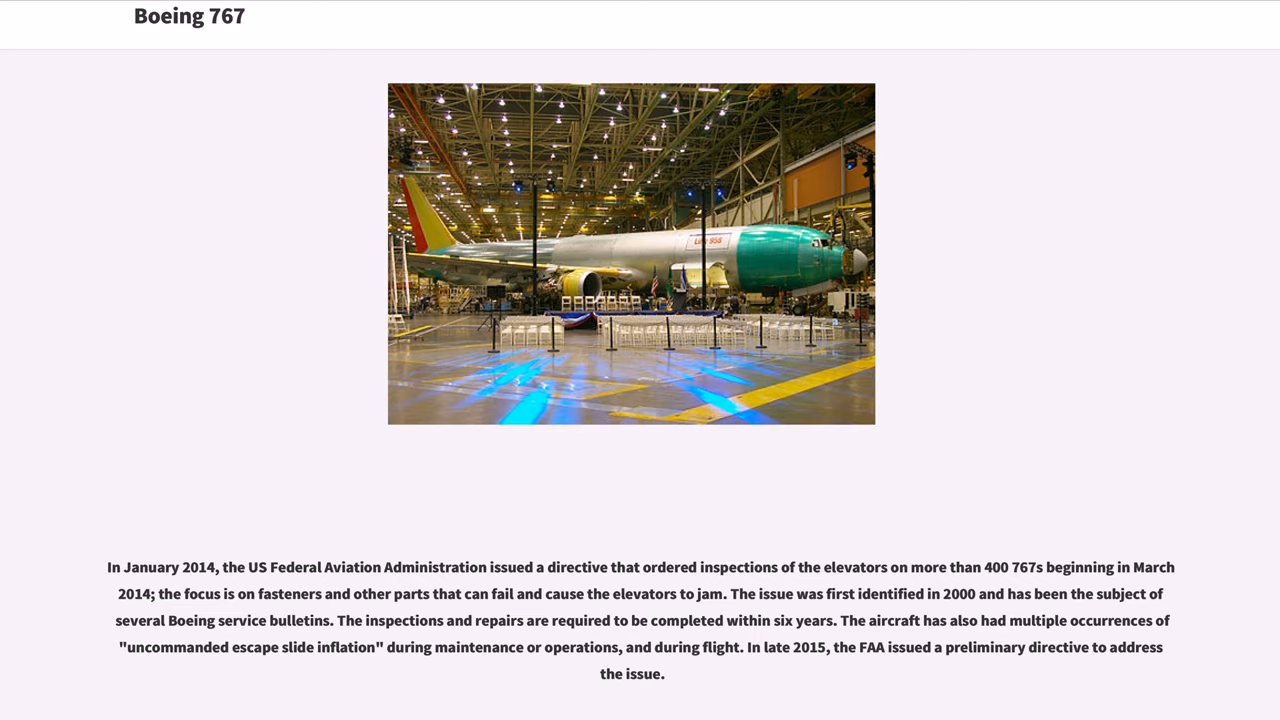 Boeing 767
Line 958
In January 2014, the US Federal Aviation Administration issued a directive that ordered inspections of the elevators on more than 400 767s beginning in March
2014; the focus is on fasteners and other parts that can fail and cause the elevators to jam. The issue was first identified in 2000 and has been the subject of
several Boeing service bulletins. The inspections and repairs are required to be completed within six years. The aircraft has also had multiple occurrences of
"uncommanded escape slide inflation" during maintenance or operations, and during flight. In late 2015, the FAA issued a preliminary directive to address
the issue.